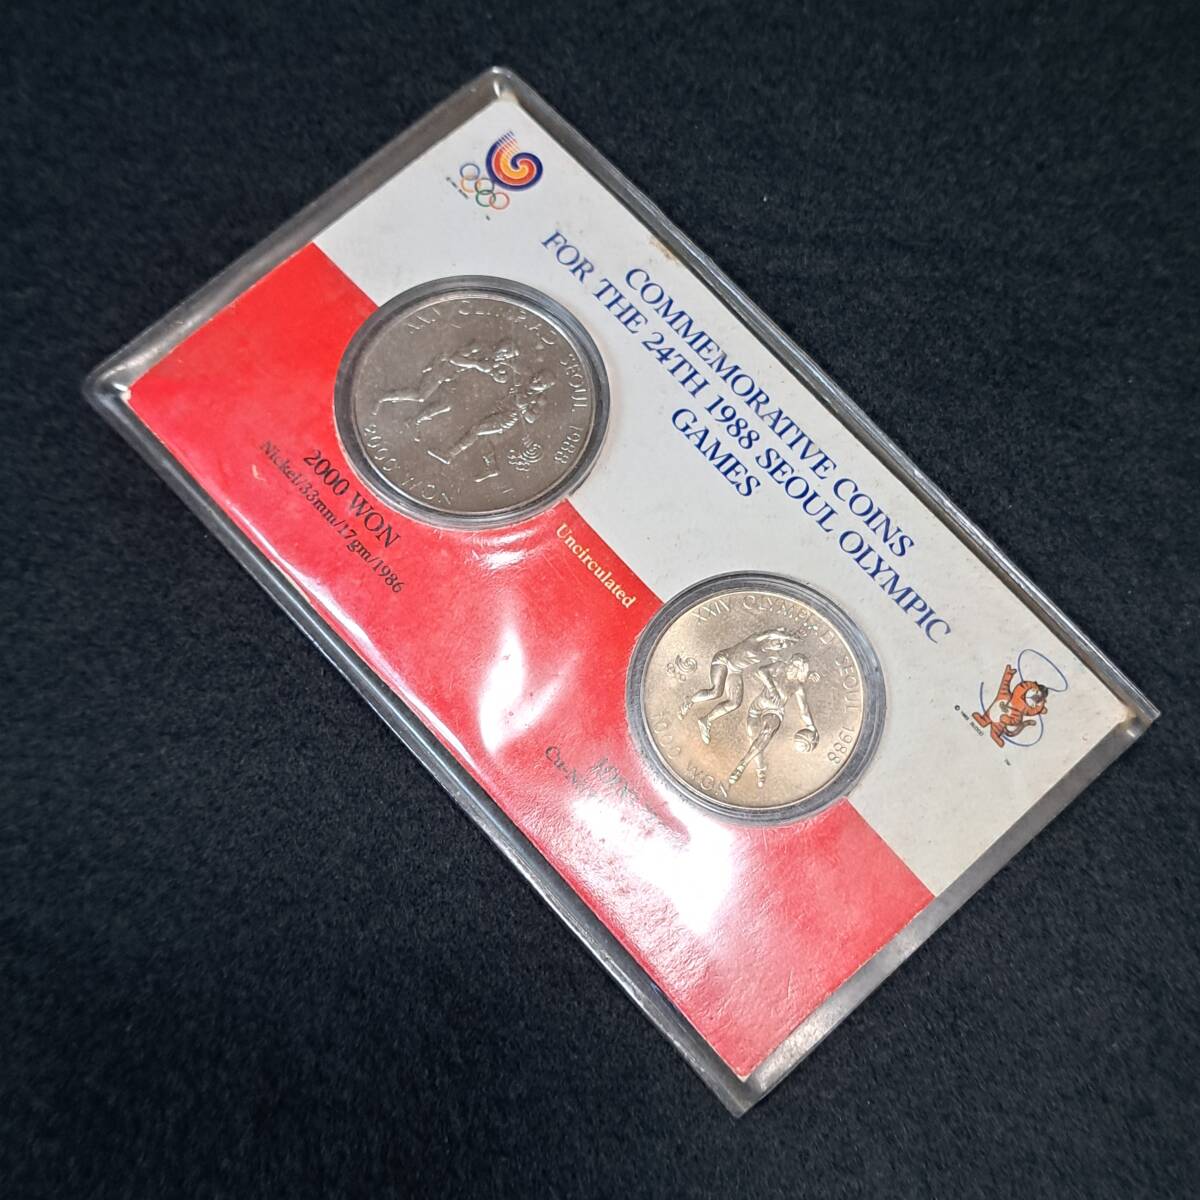 COMMEMORATIVE COINS
FOR THE 24TH 1988 SEOUL OLYMPIC
GAMES
XXIV OLYMPIAD SEOUL 1988
2000 WON
2000 WON
Nickel/33mm/17gm/1986
Uncirculated
XXIV OLYMPIAD SEOUL 1988
1000 WON